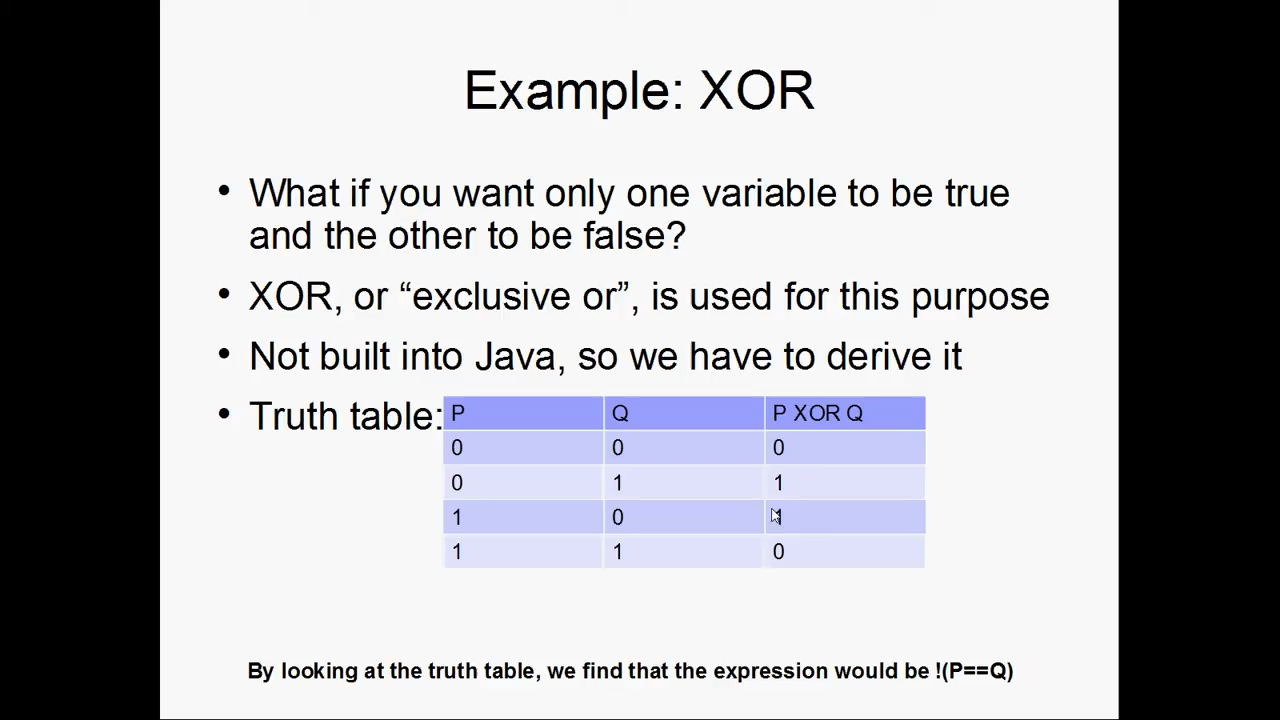 Example: XOR
• What if you want only one variable to be true
and the other to be false?
• XOR, or “exclusive or”, is used for this purpose
• Not built into Java, so we have to derive it
• Truth table:
P Q P XOR Q
0 0 0
0 1 1
1 0 1
1 1 0
By looking at the truth table, we find that the expression would be !(P==Q)